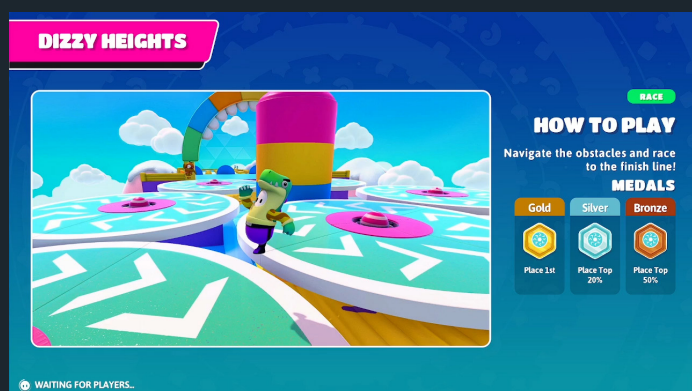 DIZZY HEIGHTS
RACE
HOW TO PLAY
Navigate the obstacles and race
to the finish line!
MEDALS
Gold
Silver
Bronze
Place 1st
Place Top
20%
Place Top
50%
WAITING FOR PLAYERS..